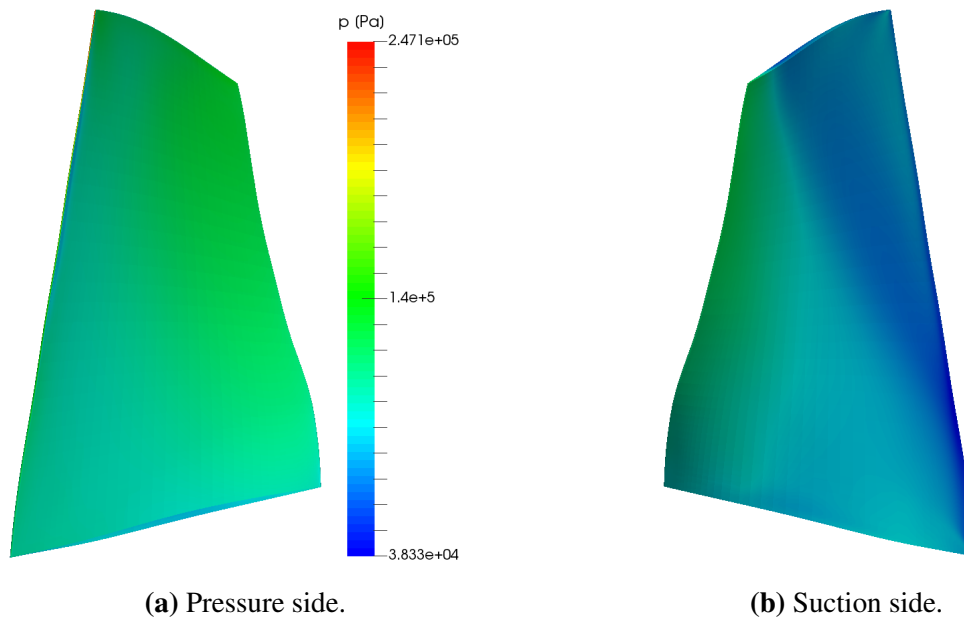 p [Pa]
2.471e+05
1.4e+5
3.833e+04
(a) Pressure side.
(b) Suction side.